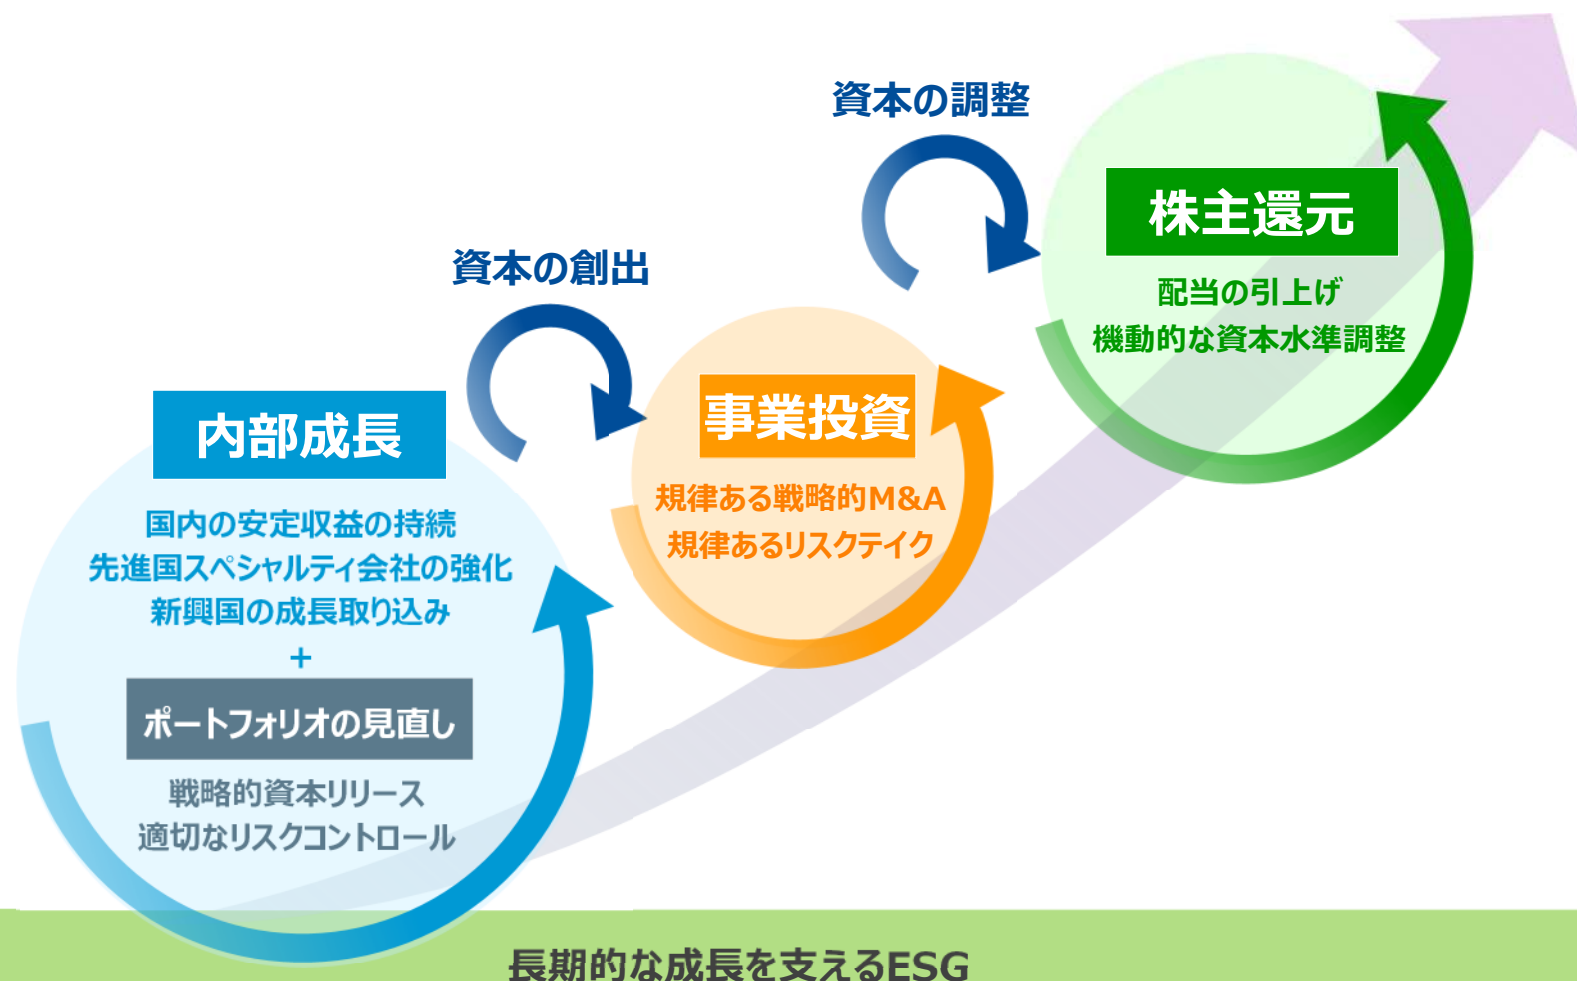 資本の調整
株主還元
配当の引上げ
機動的な資本水準調整
資本の創出
事業投資
規律ある戦略的M&A
規律あるリスクテイク
内部成長
国内の安定収益の持続
先進国スペシャルティ会社の強化
新興国の成長取り込み
+
ポートフォリオの見直し
戦略的資本リリース
適切なリスクコントロール
長期的な成長を支えるESG